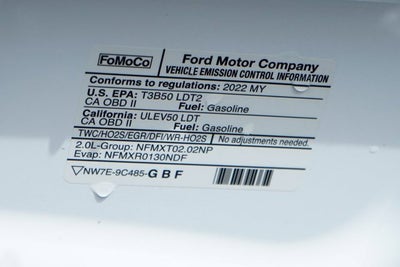 FoMoCo
Ford Motor Company
VEHICLE EMISSION CONTROL INFORMATION
Conforms to regulations: 2022 MY
U.S. EPA: T3B50 LDT2
CA OBD II Fuel: Gasoline
California: ULEV50 LDT
CA OBD II Fuel: Gasoline
TWC/HO2S/EGR/DFI/WR-HO2S No adjustments needed.
2.0L-Group: NFMXT02.02NP
Evap: NFMXR0130NDF
NW7E-9C485-GBF